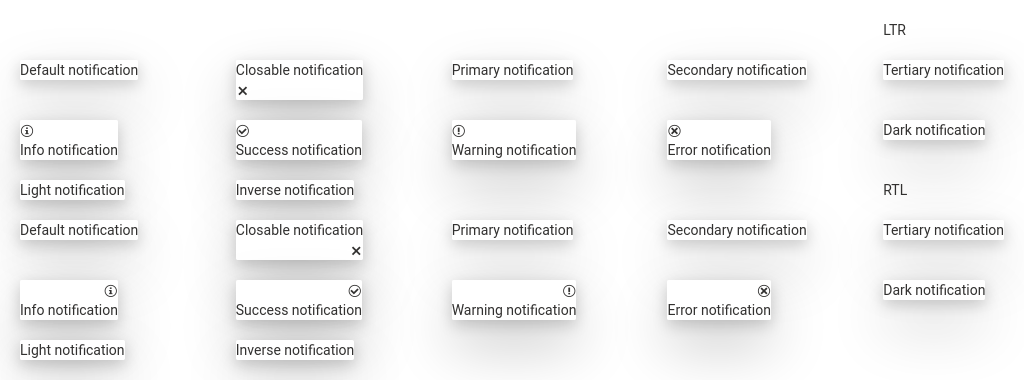 LTR
Default notification
Closable notification
Primary notification
Secondary notification
Tertiary notification
Info notification
Success notification
Warning notification
Error notification
Dark notification
Light notification
Inverse notification
RTL
Default notification
Closable notification
Primary notification
Secondary notification
Tertiary notification
Info notification
Success notification
Warning notification
Error notification
Dark notification
Light notification
Inverse notification